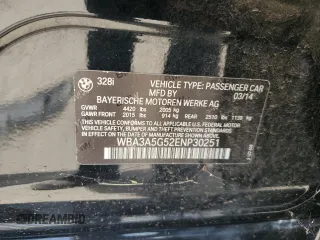 328i
VEHICLE TYPE: PASSENGER CAR
MFD BY 03/14
BAYERISCHE MOTOREN WERKE AG
GVWR 4420 lbs 2005 kg
GAWR FRONT 2015 lbs 914 kg REAR 2510 lbs 1139 kg
THIS VEHICLE CONFORMS TO ALL APPLICABLE FEDERAL
MOTOR VEHICLE SAFETY, BUMPER, AND THEFT PREVENTION
STANDARDS IN EFFECT ON THE DATE OF MANUFACTURE
SHOWN ABOVE.
WBA3A5G52ENP30251